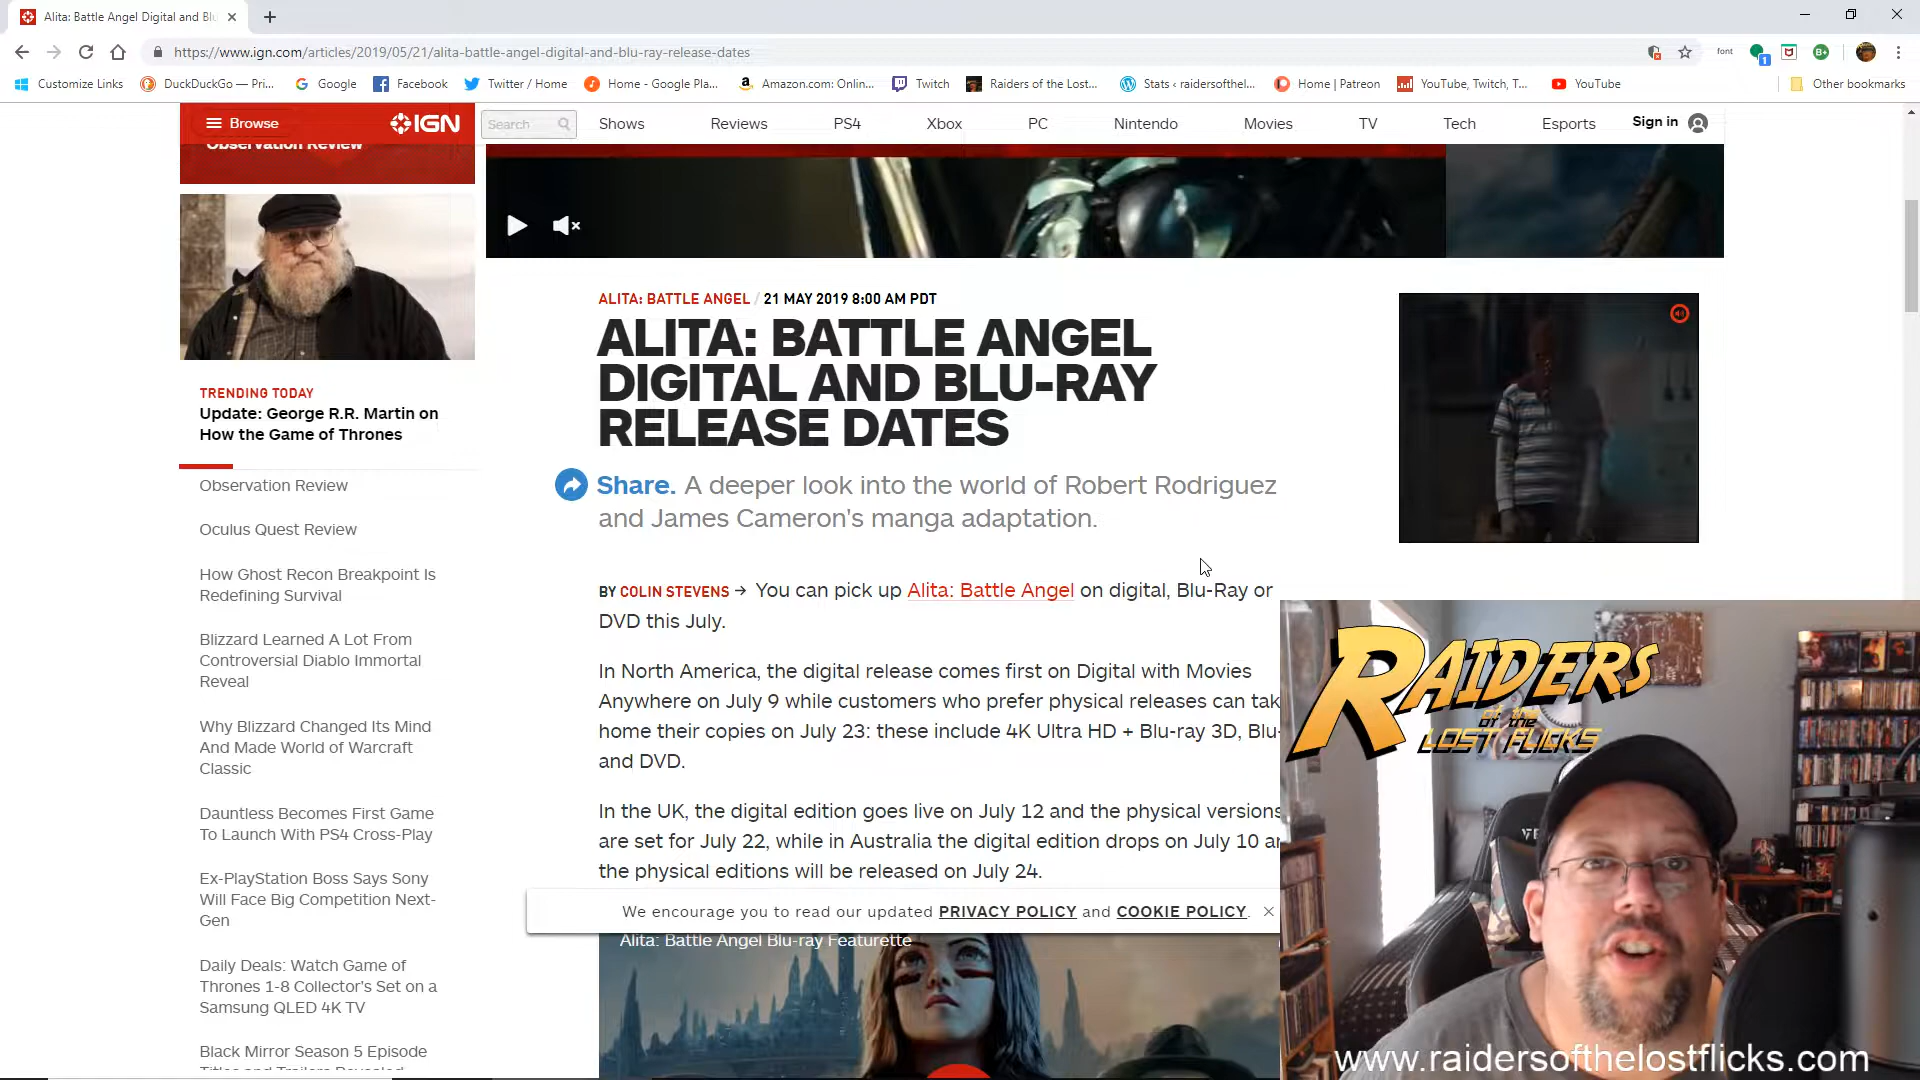 Alita: Battle Angel Digital and Blu
https://www.ign.com/articles/2019/05/21/alita-battle-angel-digital-and-blu-ray-release-dates
font
1
B+
Customize Links
DuckDuckGo — Pri...
Google
Facebook
Twitter / Home
Home - Google Pla...
Amazon.com: Onlin...
Twitch
Raiders of the Lost...
Stats ‹ raidersofthel...
Home | Patreon
YouTube, Twitch, T...
YouTube
Other bookmarks
Browse
IGN
Search
Shows
Reviews
PS4
Xbox
PC
Nintendo
Movies
TV
Tech
Esports
Sign in
Observation Review
TRENDING TODAY
Update: George R.R. Martin on
How the Game of Thrones
Observation Review
Oculus Quest Review
How Ghost Recon Breakpoint Is
Redefining Survival
Blizzard Learned A Lot From
Controversial Diablo Immortal
Reveal
Why Blizzard Changed Its Mind
And Made World of Warcraft
Classic
Dauntless Becomes First Game
To Launch With PS4 Cross-Play
Ex-PlayStation Boss Says Sony
Will Face Big Competition Next-
Gen
Daily Deals: Watch Game of
Thrones 1-8 Collector's Set on a
Samsung QLED 4K TV
Black Mirror Season 5 Episode
Titles and Trailers Revealed
ALITA: BATTLE ANGEL / 21 MAY 2019 8:00 AM PDT
ALITA: BATTLE ANGEL
DIGITAL AND BLU-RAY
RELEASE DATES
Share. A deeper look into the world of Robert Rodriguez
and James Cameron's manga adaptation.
BY COLIN STEVENS → You can pick up Alita: Battle Angel on digital, Blu-Ray or
DVD this July.
In North America, the digital release comes first on Digital with Movies
Anywhere on July 9 while customers who prefer physical releases can tak
home their copies on July 23: these include 4K Ultra HD + Blu-ray 3D, Blu-
and DVD.
In the UK, the digital edition goes live on July 12 and the physical versions
are set for July 22, while in Australia the digital edition drops on July 10 a
the physical editions will be released on July 24.
We encourage you to read our updated PRIVACY POLICY and COOKIE POLICY.
Alita: Battle Angel Blu-ray Featurette
RAIDERS
of the
LOST FLICKS
www.raidersofthelostflicks.com